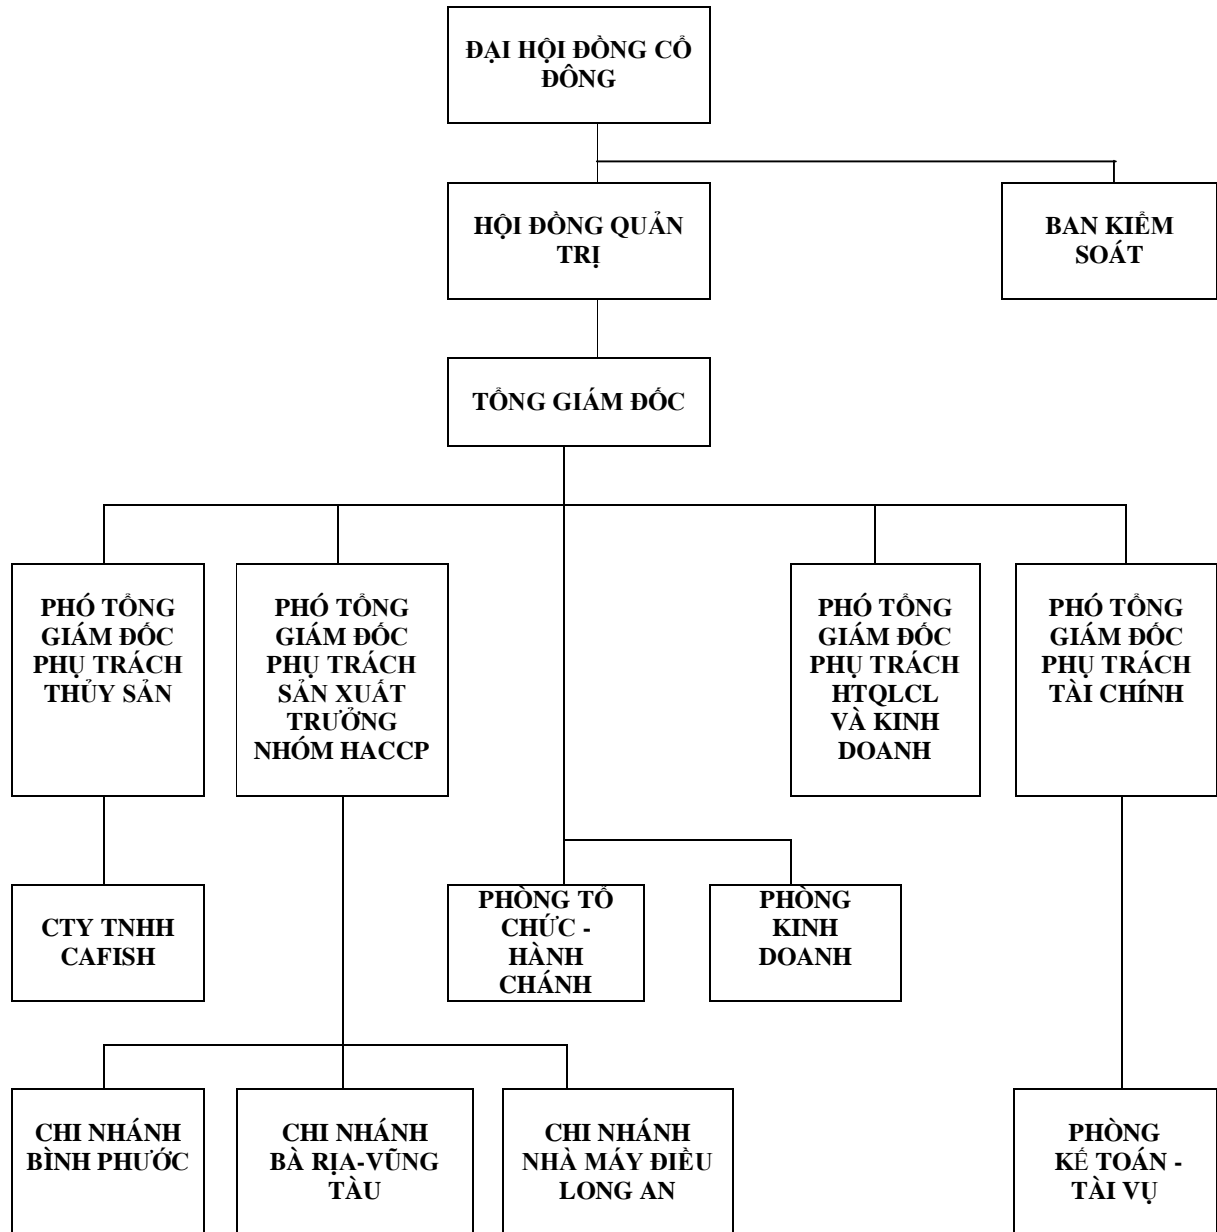 ĐẠI HỘI ĐỒNG CỔ
ĐÔNG
HỘI ĐỒNG QUẢN
TRỊ
BAN KIỂM
SOÁT
TỔNG GIÁM ĐỐC
PHÓ TỔNG
GIÁM ĐỐC
PHỤ TRÁCH
THỦY SẢN
PHÓ TỔNG
GIÁM ĐỐC
PHỤ TRÁCH
SẢN XUẤT
TRƯỞNG
NHÓM HACCP
PHÓ TỔNG
GIÁM ĐỐC
PHỤ TRÁCH
HTQLCL
VÀ KINH
DOANH
PHÓ TỔNG
GIÁM ĐỐC
PHỤ TRÁCH
TÀI CHÍNH
CTY TNHH
CAFISH
PHÒNG TỔ
CHỨC -
HÀNH
CHÁNH
PHÒNG
KINH
DOANH
CHI NHÁNH
BÌNH PHƯỚC
CHI NHÁNH
BÀ RỊA-VŨNG
TÀU
CHI NHÁNH
NHÀ MÁY ĐIỀU
LONG AN
PHÒNG
KẾ TOÁN -
TÀI VỤ